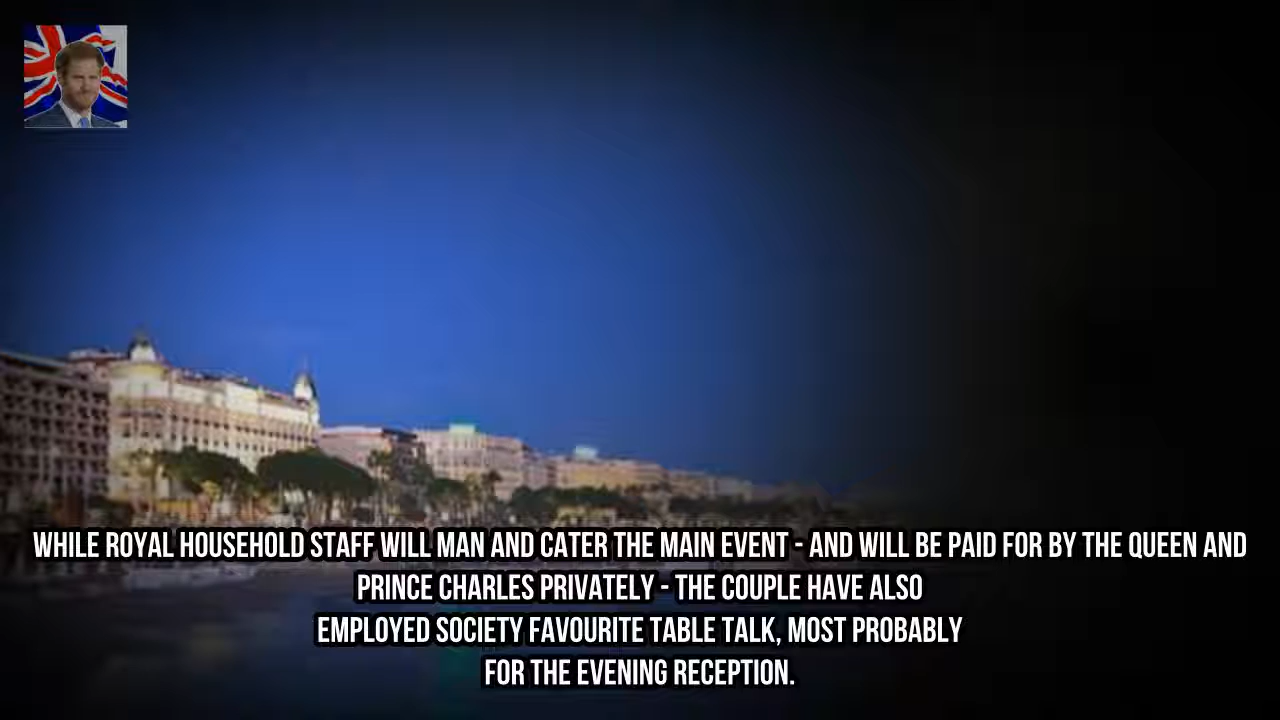 WHILE ROYAL HOUSEHOLD STAFF WILL MAN AND CATER THE MAIN EVENT - AND WILL BE PAID FOR BY THE QUEEN AND
PRINCE CHARLES PRIVATELY - THE COUPLE HAVE ALSO
EMPLOYED SOCIETY FAVOURITE TABLE TALK, MOST PROBABLY
FOR THE EVENING RECEPTION.